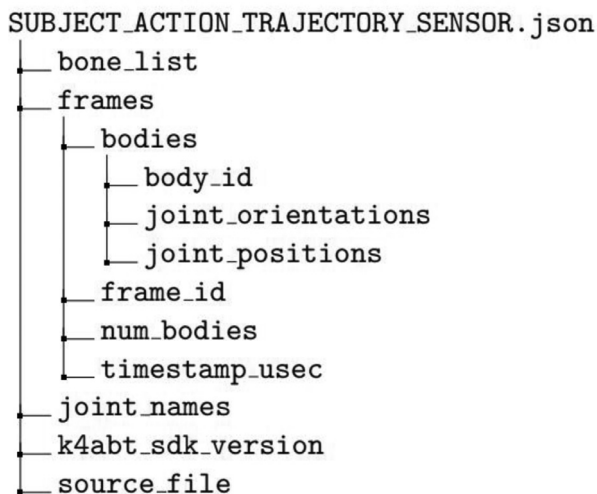 SUBJECT_ACTION_TRAJECTORY_SENSOR.json
bone_list
frames
bodies
body_id
joint_orientations
joint_positions
frame_id
num_bodies
timestamp_usec
joint_names
k4abt_sdk_version
source_file